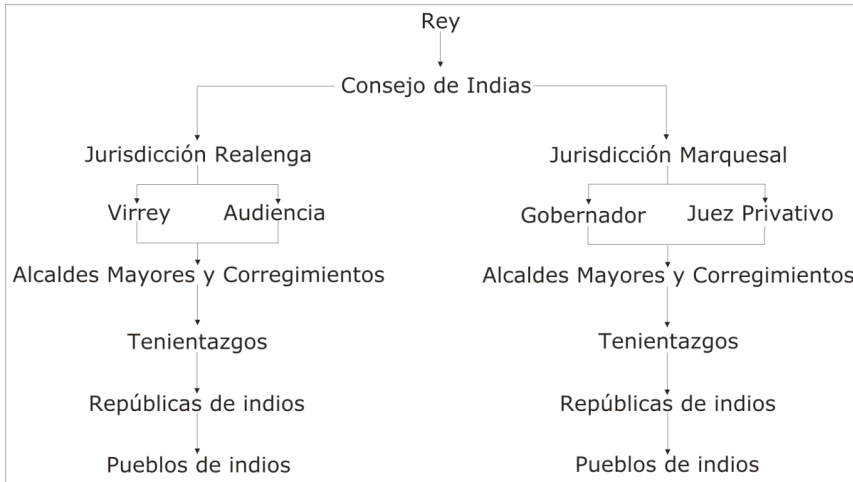 Rey
Consejo de Indias
Jurisdicción Realenga
Jurisdicción Marquesal
Virrey
Audiencia
Gobernador
Juez Privativo
Alcaldes Mayores y Corregimientos
Alcaldes Mayores y Corregimientos
Tenientazgos
Tenientazgos
Repúblicas de indios
Repúblicas de indios
Pueblos de indios
Pueblos de indios